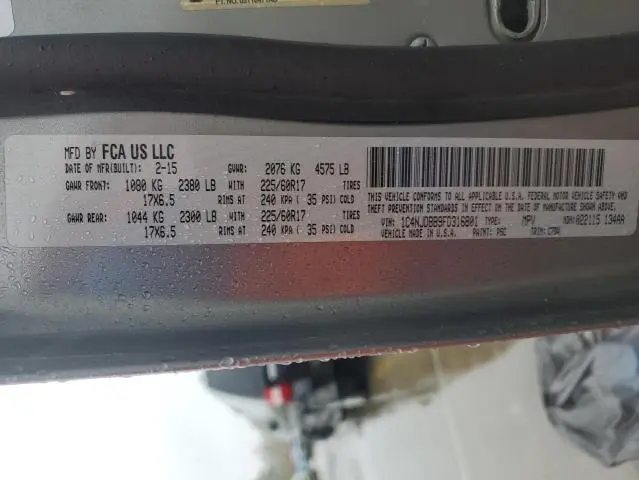 MFD BY FCA US LLC
DATE OF MFR(BUILT): 2-15 GVWR: 2076 KG 4575 LB
GAWR FRONT: 1080 KG 2380 LB WITH 225/60R17 TIRES
17X6.5 RIMS AT 240 KPA ( 35 PSI) COLD
GAWR REAR: 1044 KG 2300 LB WITH 225/60R17 TIRES
17X6.5 RIMS AT 240 KPA ( 35 PSI) COLD
THIS VEHICLE CONFORMS TO ALL APPLICABLE U.S.A. FEDERAL MOTOR VEHICLE SAFETY AND
THEFT PREVENTION STANDARDS IN EFFECT ON THE DATE OF MANUFACTURE SHOWN ABOVE.
VIN: 1C4NJDBB9FD316801 TYPE: MPV MDH: 022115 134AA
VEHICLE MADE IN U.S.A. PAINT: PSC TRIM: